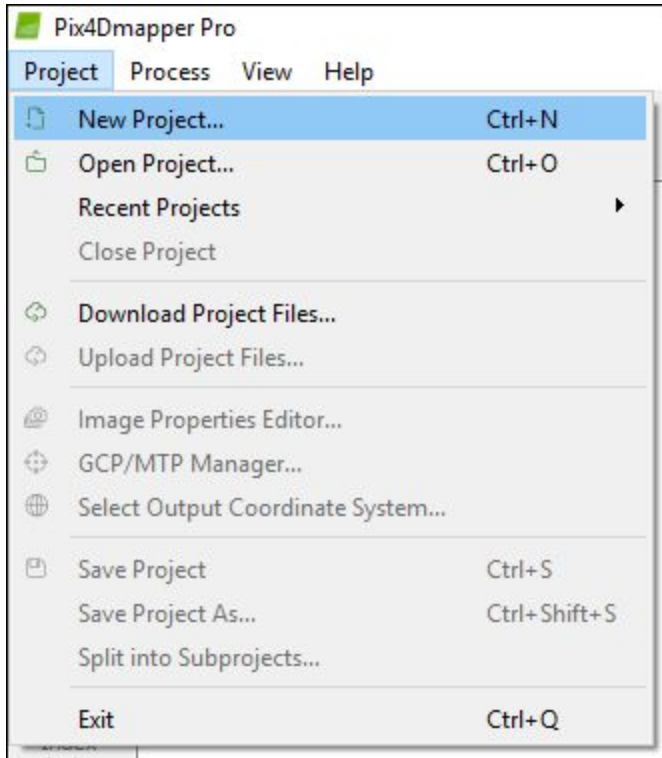 Pix4Dmapper Pro
Project Process View Help
New Project... Ctrl+N
Open Project... Ctrl+O
Recent Projects
Close Project
Download Project Files...
Upload Project Files...
Image Properties Editor...
GCP/MTP Manager...
Select Output Coordinate System...
Save Project Ctrl+S
Save Project As... Ctrl+Shift+S
Split into Subprojects...
Exit Ctrl+Q